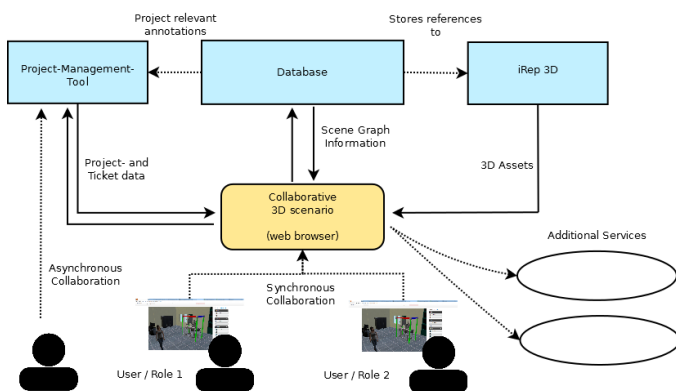 Project relevant
annotations
Stores references
to
Project-Management-
Tool
Database
iRep 3D
Scene Graph
Information
Project- and
Ticket data
3D Assets
Collaborative
3D scenario
(web browser)
Additional Services
Asynchronous
Collaboration
Synchronous
Collaboration
User / Role 1
User / Role 2